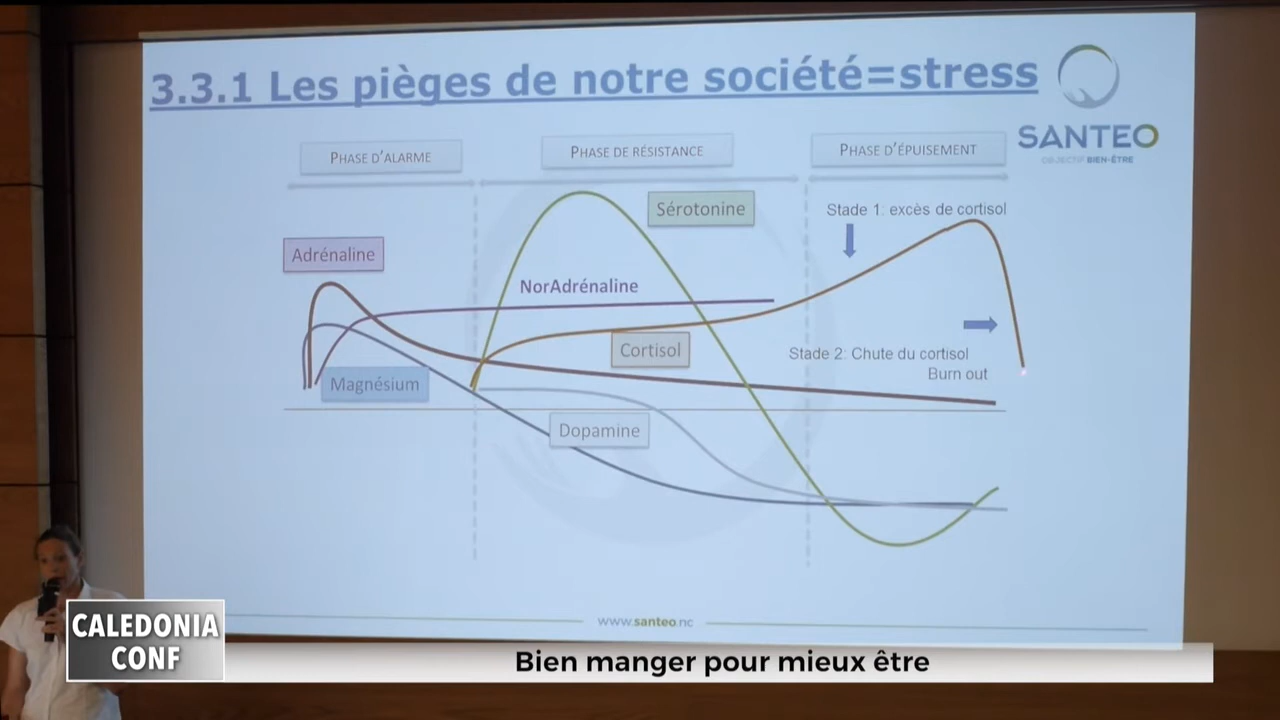 3.3.1 Les pièges de notre société=stress
SANTEO
OBJECTIF BIEN-ÊTRE
PHASE D'ALARME
PHASE DE RÉSISTANCE
PHASE D'ÉPUISEMENT
Sérotonine
Stade 1: excès de cortisol
Adrénaline
NorAdrénaline
Cortisol
Stade 2: Chute du cortisol
Burn out
Magnésium
Dopamine
www.santeo.nc
CALEDONIA
CONF
Bien manger pour mieux être